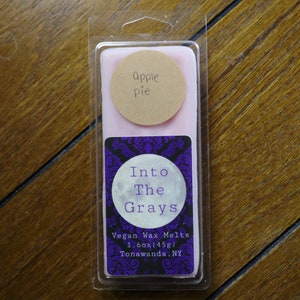 apple
pie
Into
The
Grays
Vegan Wax Melts
1.6oz(45g)
Tonawanda,NY